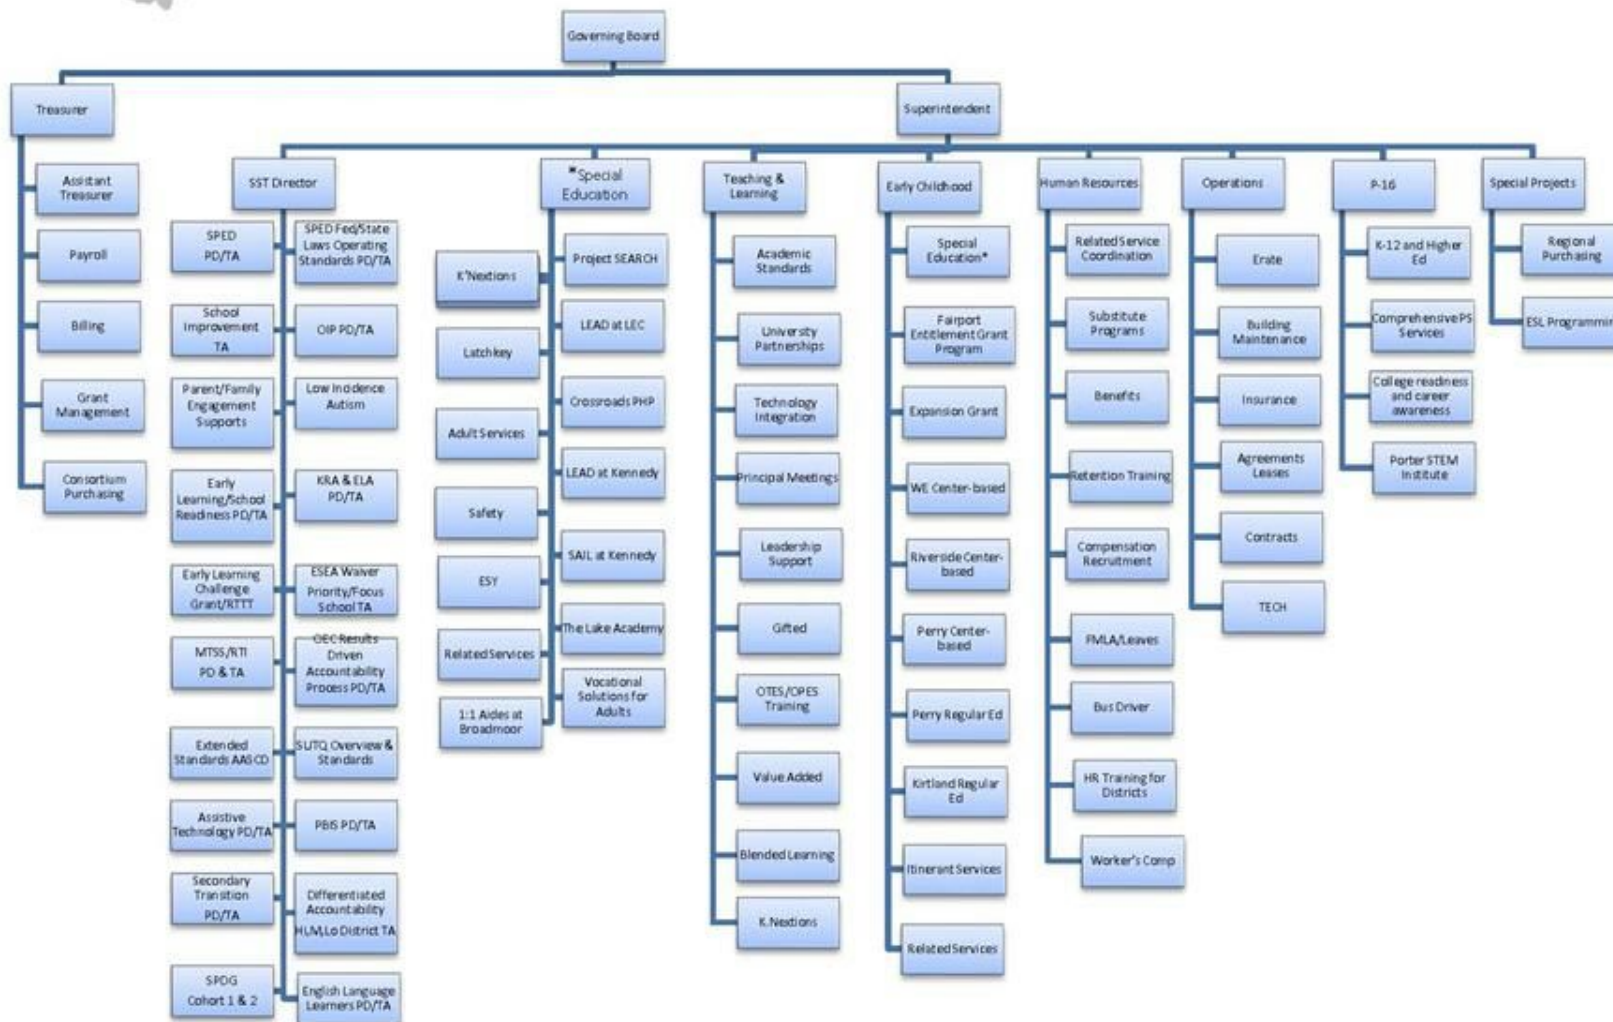 Governing Board
Treasurer
Superintendent
Assistant
Treasurer
Payroll
Billing
Grant
Management
Consortium
Purchasing
SST Director
SPED
PD/TA
SPED Fed/State
Laws Operating
Standards PD/TA
School
Improvement
TA
OIP PD/TA
Parent/Family
Engagement
Supports
Low Incidence
Autism
Early
Learning/School
Readiness PD/TA
KRA & ELA
PD/TA
Early Learning
Challenge
Grant/RTTT
ESEA Waiver
Priority/Focus
School TA
MTSS/RTI
PD & TA
OEC Results
Driven
Accountability
Process PD/TA
Extended
Standards AASCD
SUTQ Overview &
Standards
Assistive
Technology PD/TA
PBIS PD/TA
Secondary
Transition
PD/TA
Differentiated
Accountability
H,I,M,Lo District TA
SPDG
Cohort 1 & 2
English Language
Learners PD/TA
*Special
Education
K'Nextions
Project SEARCH
Latchkey
LEAD at LEC
Adult Services
Crossroads PHP
Safety
LEAD at Kennedy
ESY
SAIL at Kennedy
Related Services
The Lake Academy
1:1 Aides at
Broadmoor
Vocational
Solutions for
Adults
Teaching &
Learning
Academic
Standards
University
Partnerships
Technology
Integration
Principal Meetings
Leadership
Support
Gifted
OTES/OPES
Training
Value Added
Blended Learning
K.Nextions
Early Childhood
Special
Education*
Fairport
Entitlement Grant
Program
Expansion Grant
WE Center-based
Riverside Center-
based
Perry Center-
based
Perry Regular Ed
Kirtland Regular
Ed
Itinerant Services
Related Services
Human Resources
Related Service
Coordination
Substitute
Programs
Benefits
Retention Training
Compensation
Recruitment
FMLA/Leaves
Bus Driver
HR Training for
Districts
Worker's Comp
Operations
Erate
Building
Maintenance
Insurance
Agreements
Leases
Contracts
TECH
P-16
K-12 and Higher
Ed
Comprehensive PS
Services
College readiness
and career
awareness
Porter STEM
Institute
Special Projects
Regional
Purchasing
ESL Programmin